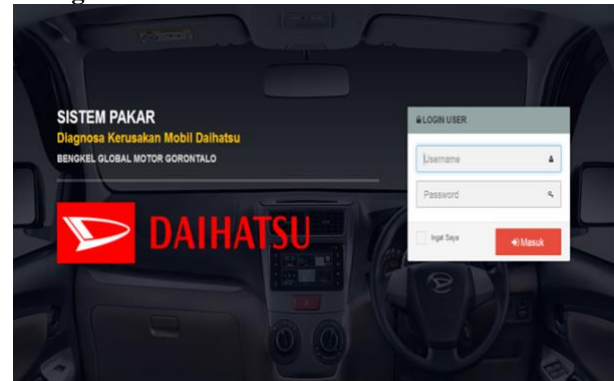 SISTEM PAKAR
Diagnosa Kerusakan Mobil Daihatsu
BENGKEL GLOBAL MOTOR GORONTALO
DAIHATSU
LOGIN USER
Username
Password
Ingat Saya
Masuk